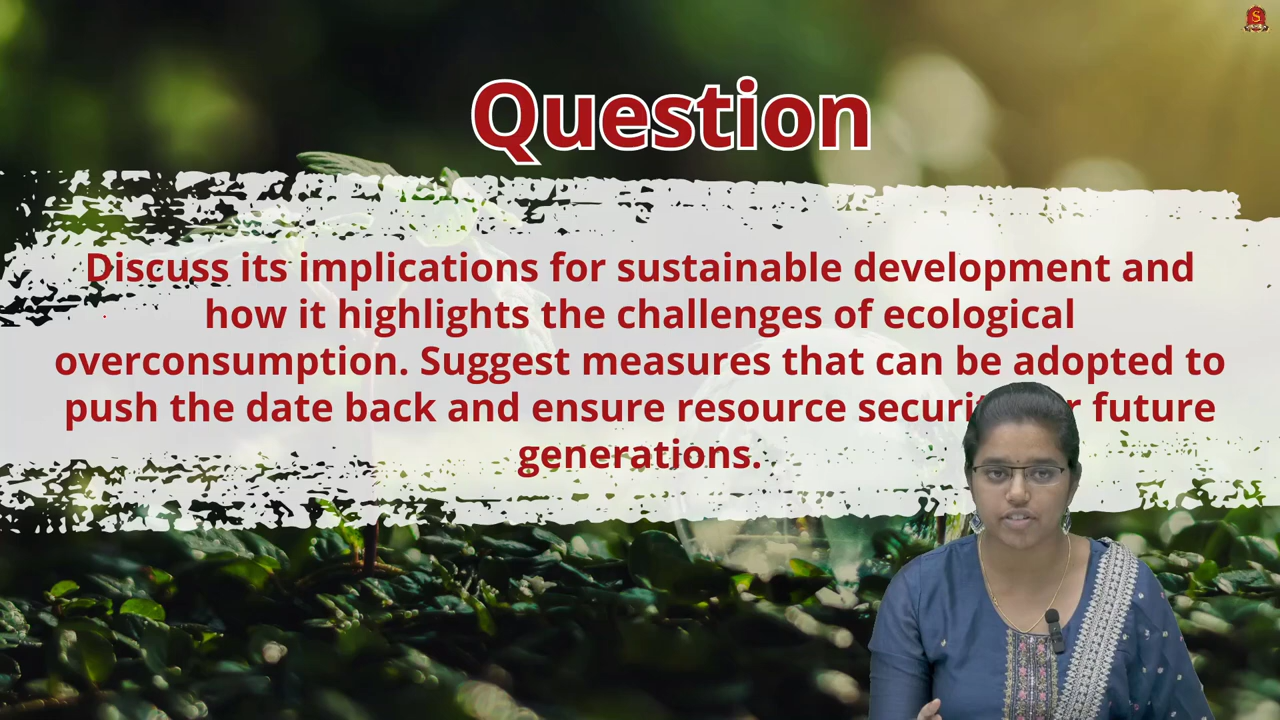 Question
Discuss its implications for sustainable development and
how it highlights the challenges of ecological
overconsumption. Suggest measures that can be adopted to
push the date back and ensure resource future
generations.